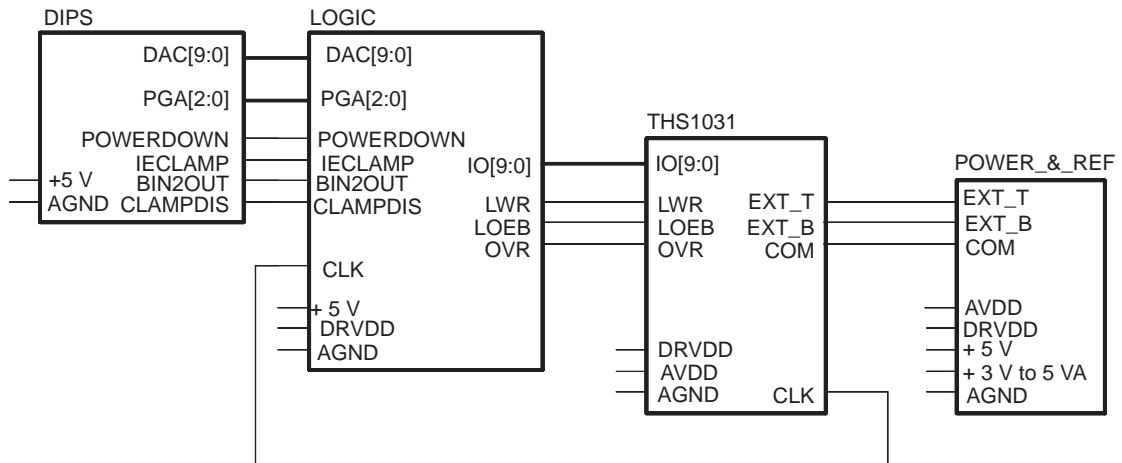 DIPS
DAC[9:0]
PGA[2:0]
POWERDOWN
IECLAMP
BIN2OUT
CLAMPDIS
+5 V
AGND
LOGIC
DAC[9:0]
PGA[2:0]
POWERDOWN
IECLAMP
BIN2OUT
CLAMPDIS
CLK
+ 5 V
DRVDD
AGND
IO[9:0]
LWR
LOEB
OVR
THS1031
IO[9:0]
LWR
LOEB
OVR
EXT_T
EXT_B
COM
DRVDD
AVDD
AGND
CLK
POWER_&_REF
EXT_T
EXT_B
COM
AVDD
DRVDD
+ 5 V
+ 3 V to 5 VA
AGND